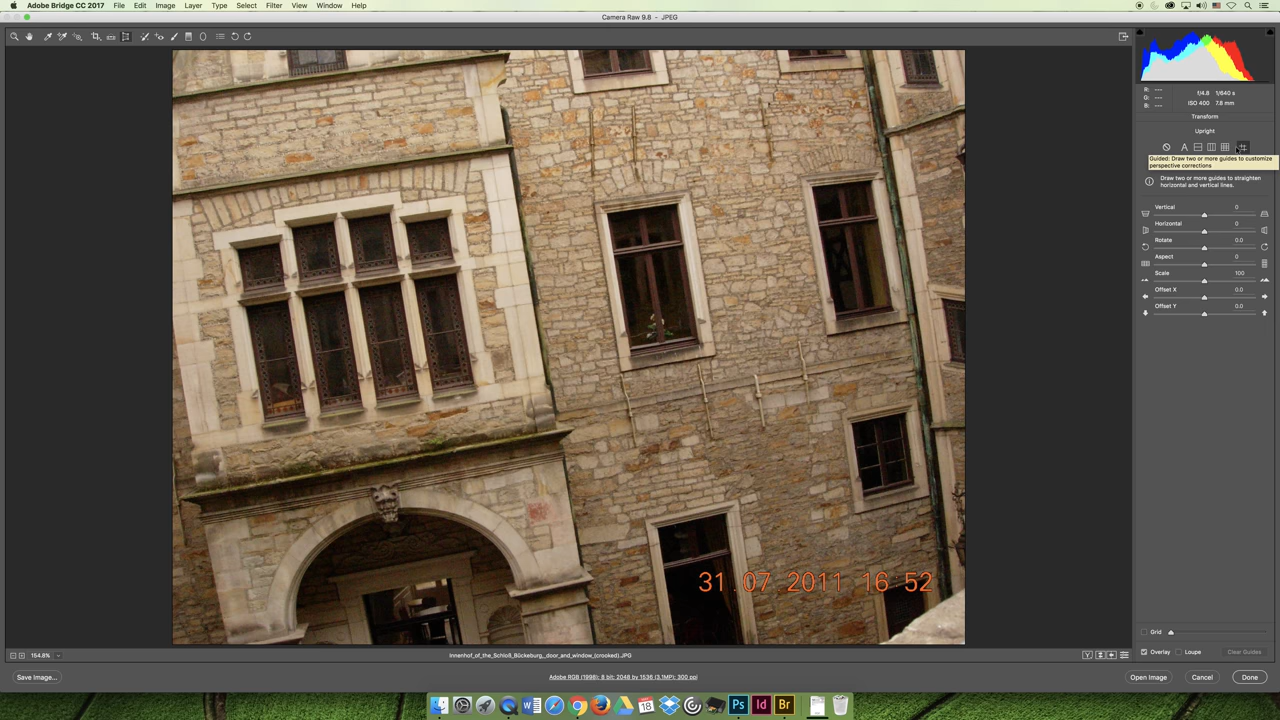 Adobe Bridge CC 2017 File Edit Image Layer Type Select Filter View Window Help
Camera Raw 9.8 - JPEG
R: ---
G: ---
B: ---
f/4.8 1/640 s
ISO 400 7.8 mm
Transform
Upright
A
Guided: Draw two or more guides to customize
perspective corrections
Draw two or more guides to straighten
horizontal and vertical lines.
Vertical 0
Horizontal 0
Rotate 0.0
Aspect 0
Scale 100
Offset X 0.0
Offset Y 0.0
31 07 2011 16 52
Grid
Overlay Loupe Clear Guides
154.8% Innenhof_of_the_Schloß_Bückeburg,_door_and_window_(crooked).JPG Y
Save Image... Adobe RGB (1998); 8 bit; 2048 by 1536 (3.1MP); 300 ppi Open Image Cancel Done
W 18 Ps Id Br